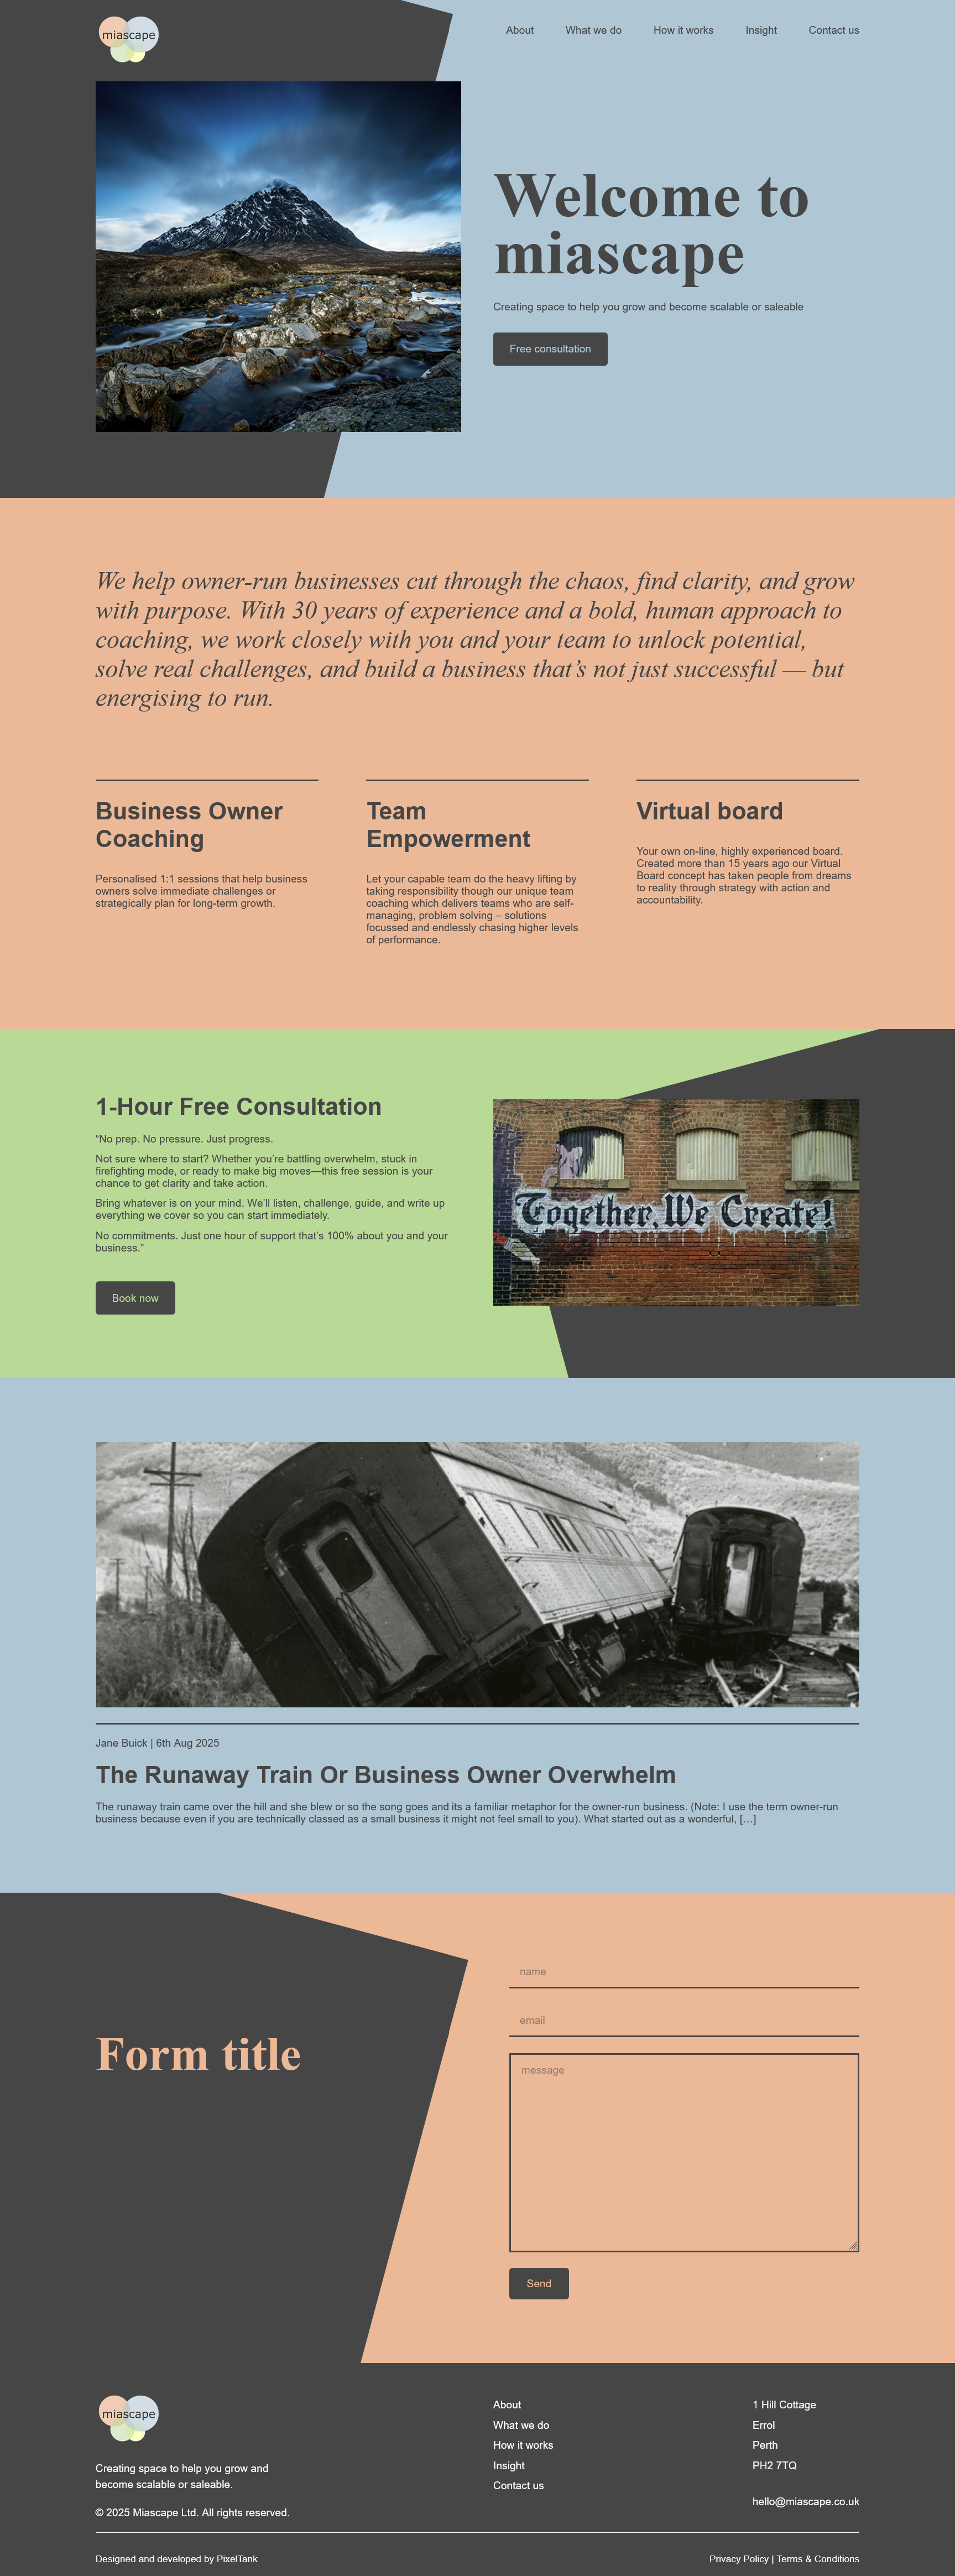 miascape
About
What we do
How it works
Insight
Contact us
Welcome to
miascape
Creating space to help you grow and become scalable or saleable
Free consultation
We help owner-run businesses cut through the chaos, find clarity, and grow
with purpose. With 30 years of experience and a bold, human approach to
coaching, we work closely with you and your team to unlock potential,
solve real challenges, and build a business that’s not just successful — but
energising to run.
Business Owner
Coaching
Personalised 1:1 sessions that help business
owners solve immediate challenges or
strategically plan for long-term growth.
Team
Empowerment
Let your capable team do the heavy lifting by
taking responsibility though our unique team
coaching which delivers teams who are self-
managing, problem solving – solutions
focussed and endlessly chasing higher levels
of performance.
Virtual board
Your own on-line, highly experienced board.
Created more than 15 years ago our Virtual
Board concept has taken people from dreams
to reality through strategy with action and
accountability.
1-Hour Free Consultation
“No prep. No pressure. Just progress.
Not sure where to start? Whether you’re battling overwhelm, stuck in
firefighting mode, or ready to make big moves—this free session is your
chance to get clarity and take action.
Bring whatever is on your mind. We’ll listen, challenge, guide, and write up
everything we cover so you can start immediately.
No commitments. Just one hour of support that’s 100% about you and your
business.”
Book now
Together, We Create!
Jane Buick | 6th Aug 2025
The Runaway Train Or Business Owner Overwhelm
The runaway train came over the hill and she blew or so the song goes and its a familiar metaphor for the owner-run business. (Note: I use the term owner-run
business because even if you are technically classed as a small business it might not feel small to you). What started out as a wonderful, […]
Form title
name
email
message
Send
miascape
Creating space to help you grow and
become scalable or saleable.
© 2025 Miascape Ltd. All rights reserved.
About
What we do
How it works
Insight
Contact us
1 Hill Cottage
Errol
Perth
PH2 7TQ
hello@miascape.co.uk
Designed and developed by PixelTank
Privacy Policy | Terms & Conditions